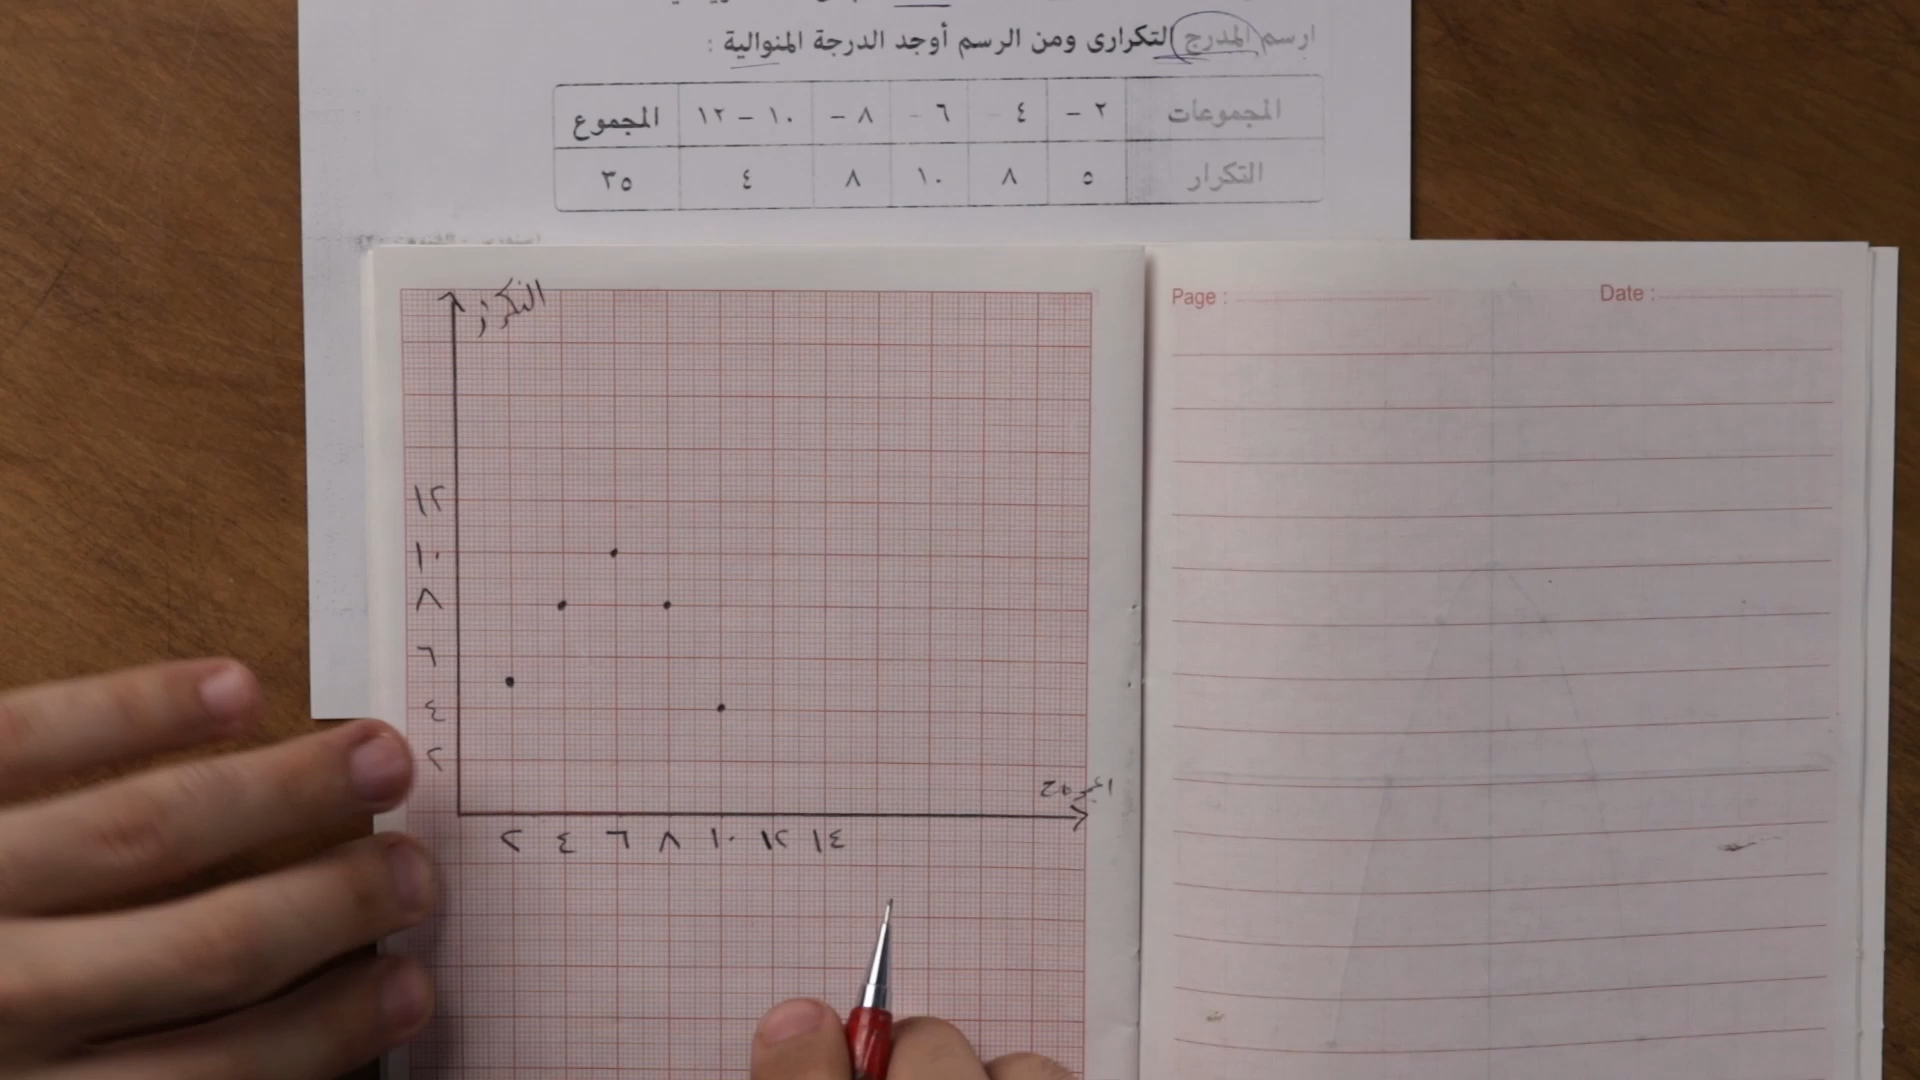 ارسم المدرج التكرارى ومن الرسم أوجد الدرجة المنوالية :
المجموعات ٢ – ٤ – ٦ – ٨ – ١٠ – ١٢ المجموع
التكرار ٥ ٨ ١٠ ٨ ٤ ٣٥
التكرار
Page : Date :
١٢
١٠
٨
٦
٤
٢
٢ ٤ ٦ ٨ ١٠ ١٢ ١٤